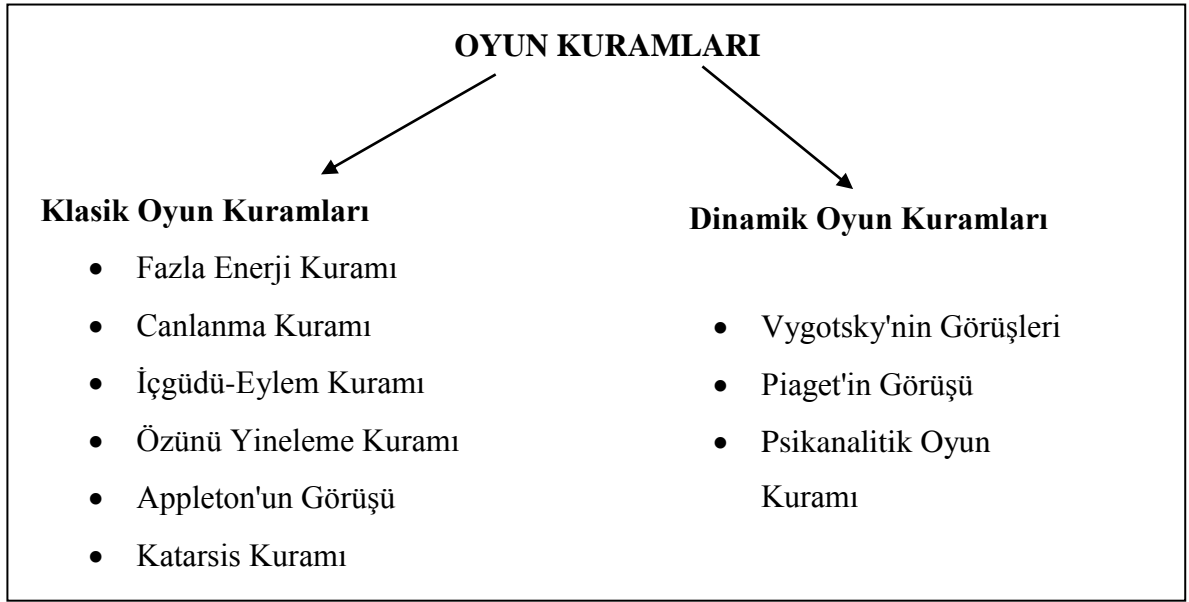 OYUN KURAMLARI
Klasik Oyun Kuramları
• Fazla Enerji Kuramı
• Canlanma Kuramı
• İçgüdü-Eylem Kuramı
• Özünü Yineleme Kuramı
• Appleton'un Görüşü
• Katarsis Kuramı
Dinamik Oyun Kuramları
• Vygotsky'nin Görüşleri
• Piaget'in Görüşü
• Psikanalitik Oyun
Kuramı